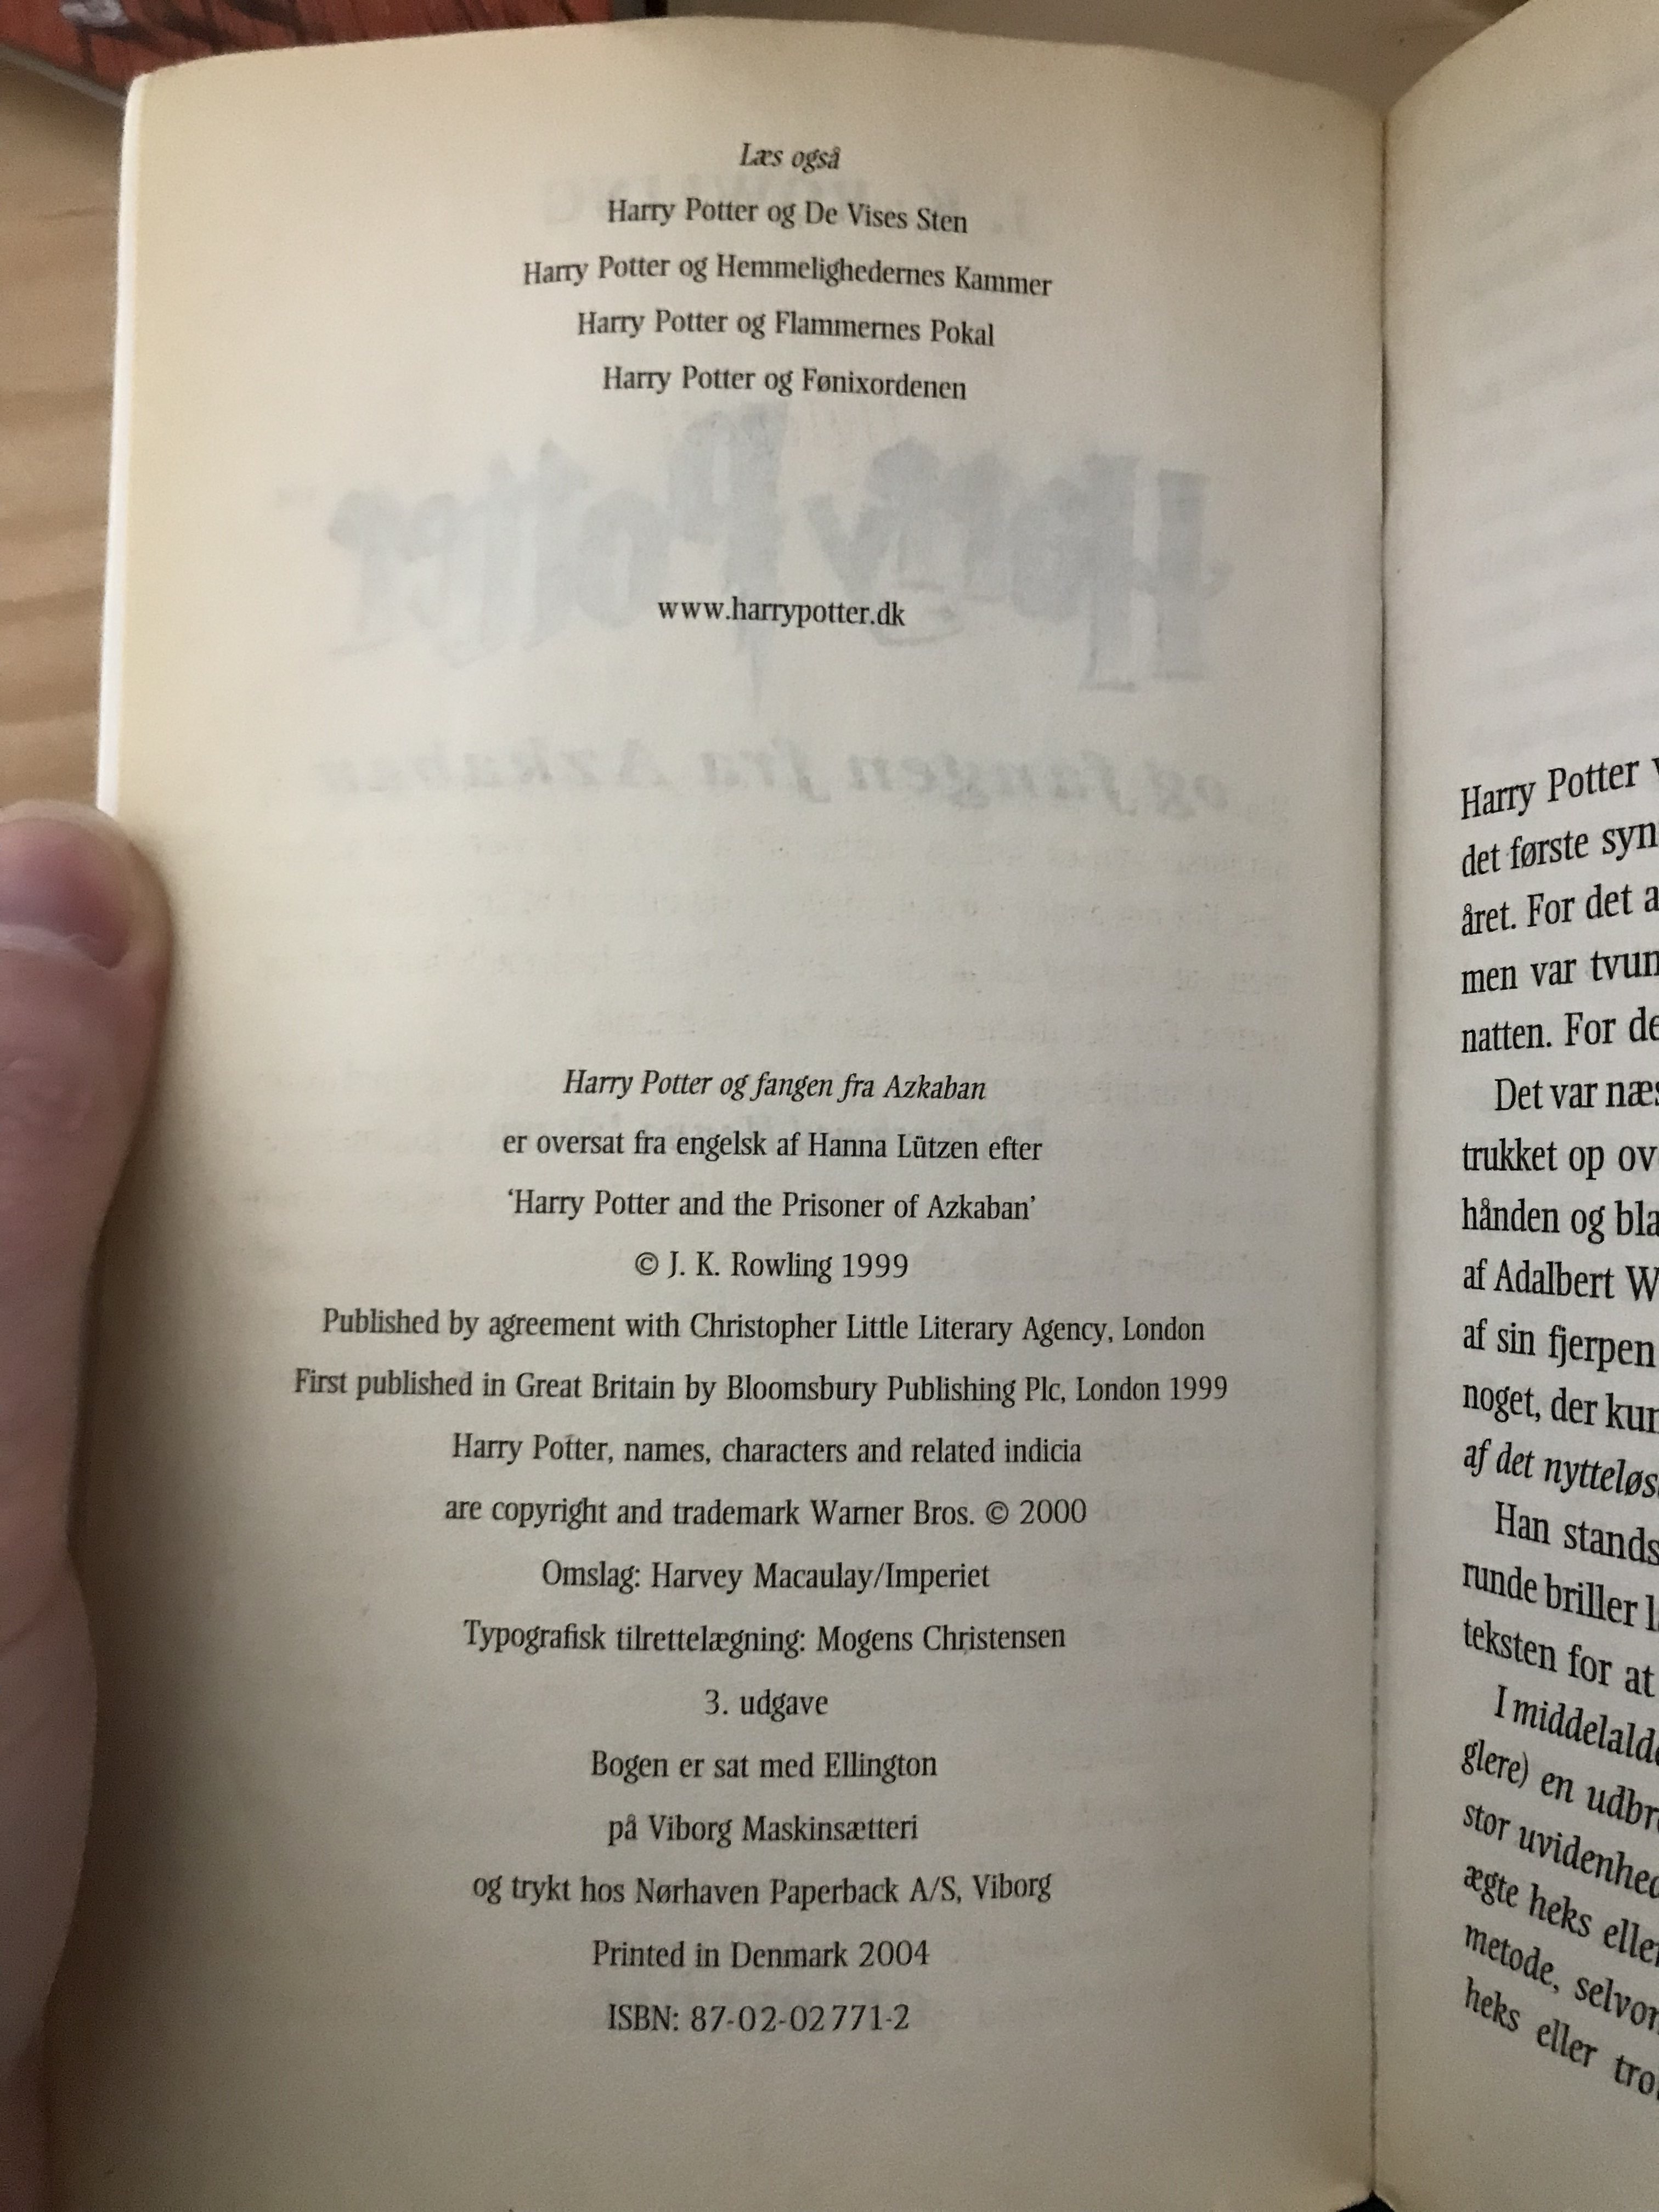 Læs også
Harry Potter og De Vises Sten
Harry Potter og Hemmelighedernes Kammer
Harry Potter og Flammernes Pokal
Harry Potter og Fønixordenen
www.harrypotter.dk
Harry Potter og fangen fra Azkaban
er oversat fra engelsk af Hanna Lützen efter
‘Harry Potter and the Prisoner of Azkaban’
© J. K. Rowling 1999
Published by agreement with Christopher Little Literary Agency, London
First published in Great Britain by Bloomsbury Publishing Plc, London 1999
Harry Potter, names, characters and related indicia
are copyright and trademark Warner Bros. © 2000
Omslag: Harvey Macaulay/Imperiet
Typografisk tilrettelægning: Mogens Christensen
3. udgave
Bogen er sat med Ellington
på Viborg Maskinsætteri
og trykt hos Nørhaven Paperback A/S, Viborg
Printed in Denmark 2004
ISBN: 87-02-02771-2
Harry Potter
det første
året. For det
men var
natten. For
Det var
trukket op
hånden og
af Adalbert
af sin fjerpen
noget, der
af det
Han
runde briller
teksten for at
I
glere) en
stor
ægte heks
metode,
heks eller